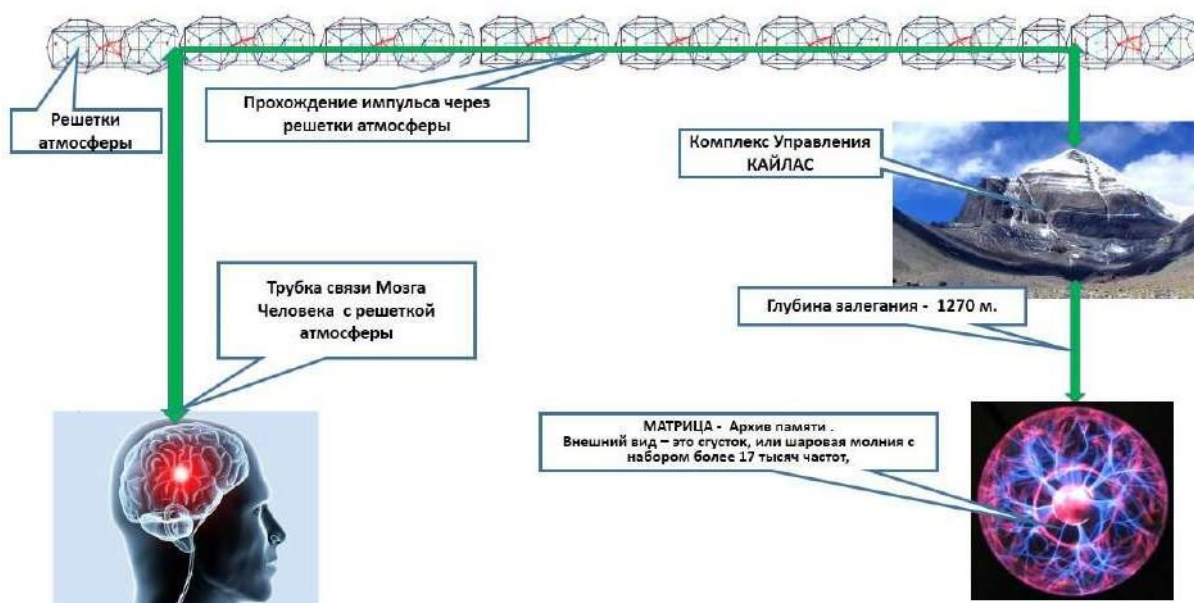 Решетки
атмосферы
Прохождение импульса через
решетки атмосферы
Комплекс Управления
КАЙЛАС
Трубка связи Мозга
Человека с решеткой
атмосферы
Глубина залегания - 1270 м.
МАТРИЦА - Архив памяти .
Внешний вид – это сгусток, или шаровая молния с
набором более 17 тысяч частот,